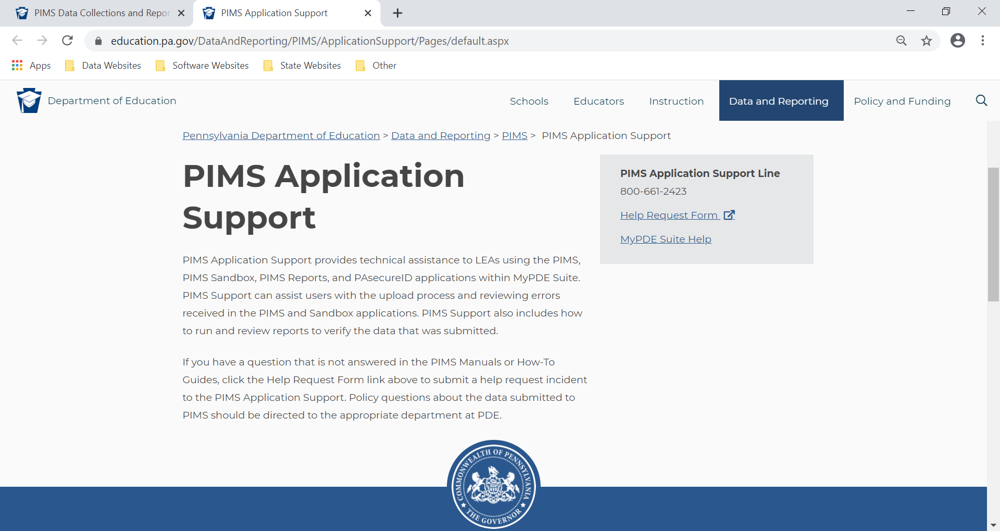 PIMS Data Collections and Repor
PIMS Application Support
education.pa.gov/DataAndReporting/PIMS/ApplicationSupport/Pages/default.aspx
Apps Data Websites Software Websites State Websites Other
Department of Education
Schools Educators Instruction Data and Reporting Policy and Funding
Pennsylvania Department of Education > Data and Reporting > PIMS > PIMS Application Support
PIMS Application
Support
PIMS Application Support provides technical assistance to LEAs using the PIMS,
PIMS Sandbox, PIMS Reports, and PAsecureID applications within MyPDE Suite.
PIMS Support can assist users with the upload process and reviewing errors
received in the PIMS and Sandbox applications. PIMS Support also includes how
to run and review reports to verify the data that was submitted.
If you have a question that is not answered in the PIMS Manuals or How-To
Guides, click the Help Request Form link above to submit a help request incident
to the PIMS Application Support. Policy questions about the data submitted to
PIMS should be directed to the appropriate department at PDE.
PIMS Application Support Line
800-661-2423
Help Request Form
MyPDE Suite Help
COMMONWEALTH OF PENNSYLVANIA
THE GOVERNOR